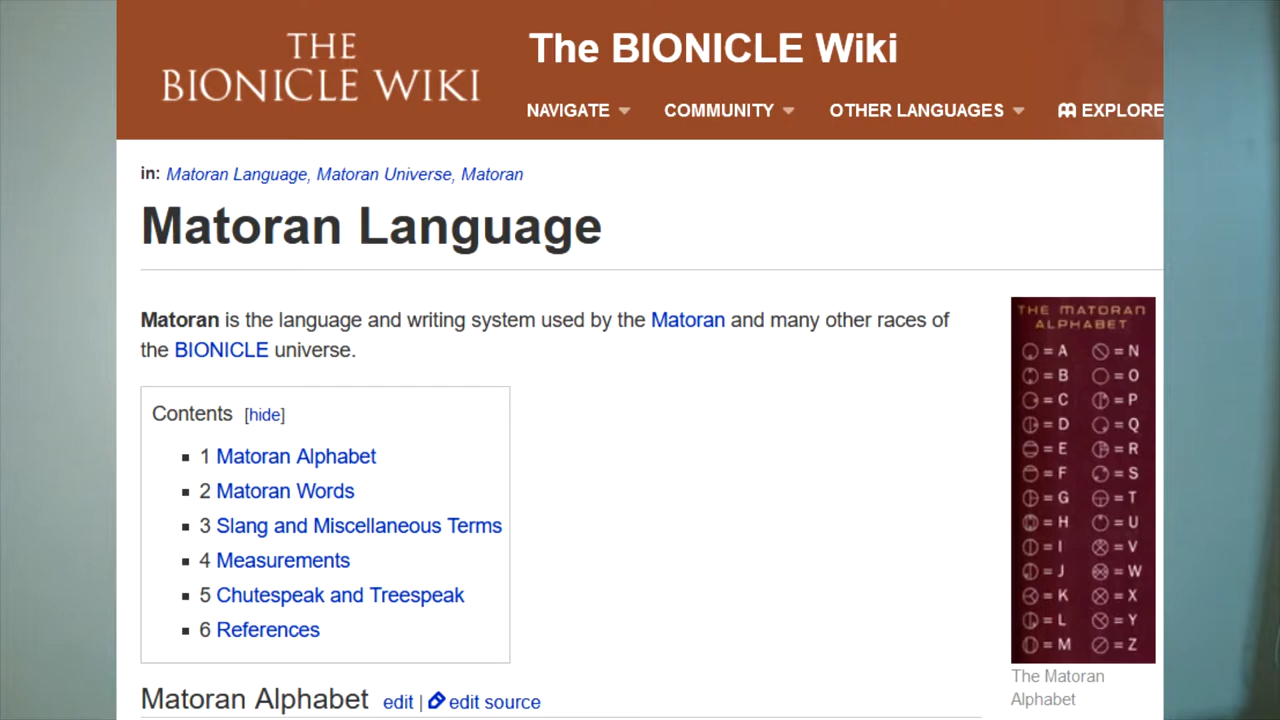 THE
BIONICLE WIKI
The BIONICLE Wiki
NAVIGATE COMMUNITY OTHER LANGUAGES EXPLORE
in: Matoran Language, Matoran Universe, Matoran
Matoran Language
Matoran is the language and writing system used by the Matoran and many other races of
the BIONICLE universe.
Contents [hide]
1 Matoran Alphabet
2 Matoran Words
3 Slang and Miscellaneous Terms
4 Measurements
5 Chutespeak and Treespeak
6 References
Matoran Alphabet edit | edit source
THE MATORAN
ALPHABET
= A = N
= B = O
= C = P
= D = Q
= E = R
= F = S
= G = T
= H = U
= I = V
= J = W
= K = X
= L = Y
= M = Z
The Matoran
Alphabet